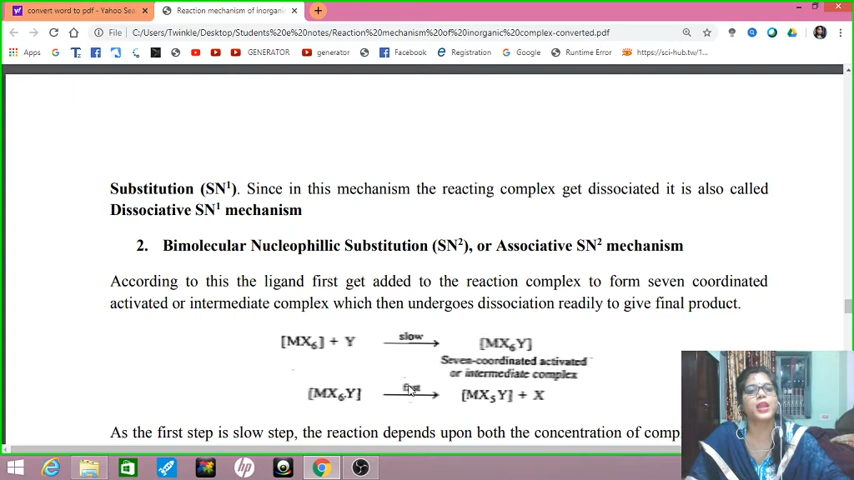 convert word to pdf - Yahoo Sea
Reaction mechanism of inorgani
File
C:/Users/Twinkle/Desktop/Students%20e%20notes/Reaction%20mechanism%20of%20inorganic%20complex-converted.pdf
Apps
GENERATOR
generator
Facebook
Registration
Google
Runtime Error
https://sci-hub.tw/1...
Substitution (SN1). Since in this mechanism the reacting complex get dissociated it is also called
Dissociative SN1 mechanism
2. Bimolecular Nucleophillic Substitution (SN2), or Associative SN2 mechanism
According to this the ligand first get added to the reaction complex to form seven coordinated
activated or intermediate complex which then undergoes dissociation readily to give final product.
[MX6] + Y slow [MX6Y]
Seven-coordinated activated
or intermediate complex
[MX6Y] [MX5Y] + X
As the first step is slow step, the reaction depends upon both the concentration of comp
hp